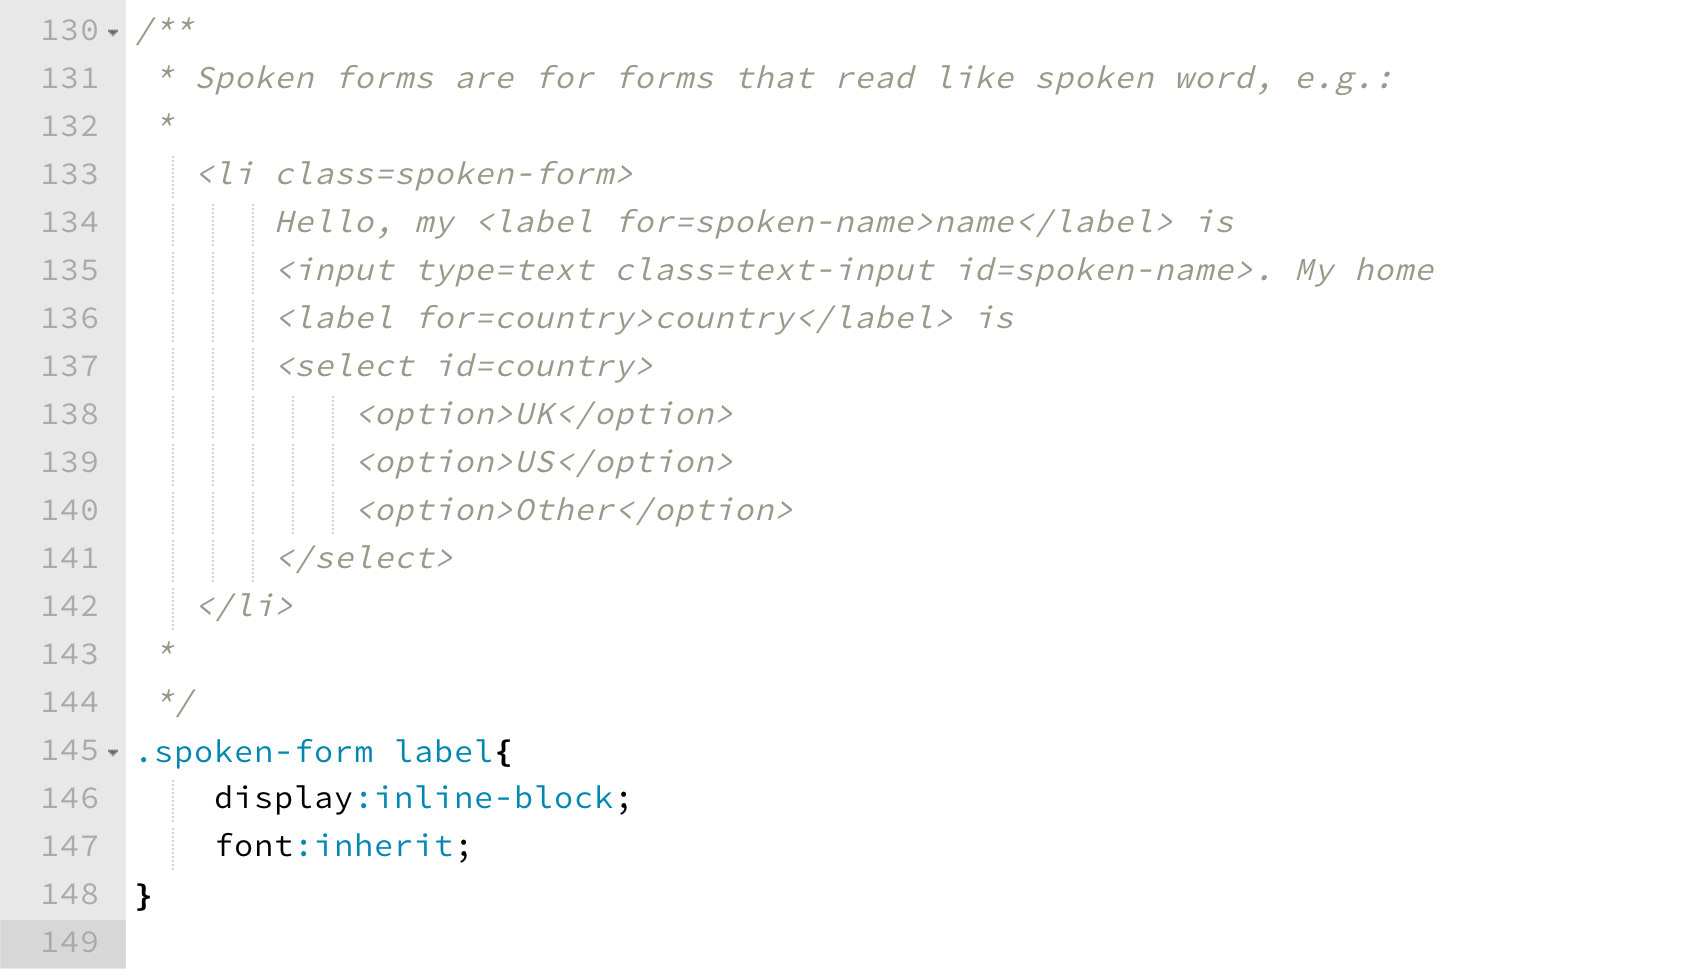 130 /**
131  * Spoken forms are for forms that read like spoken word, e.g.:
132  *
133    <li class=spoken-form>
134        Hello, my <label for=spoken-name>name</label> is
135        <input type=text class=text-input id=spoken-name>. My home
136        <label for=country>country</label> is
137        <select id=country>
138            <option>UK</option>
139            <option>US</option>
140            <option>Other</option>
141        </select>
142    </li>
143  *
144  */
145 .spoken-form label{
146     display:inline-block;
147     font:inherit;
148 }
149